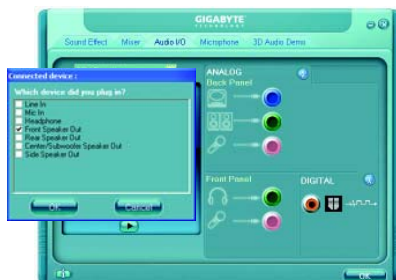 GIGABYTE
TECHNOLOGY
Sound Effect Mixer Audio I/O Microphone 3D Audio Demo
Connected device :
Which device did you plug in?
Line In
Mic In
Headphone
Front Speaker Out
Rear Speaker Out
Center/Subwoofer Speaker Out
Side Speaker Out
OK Cancel
ANALOG
Back Panel
Front Panel
DIGITAL
OK